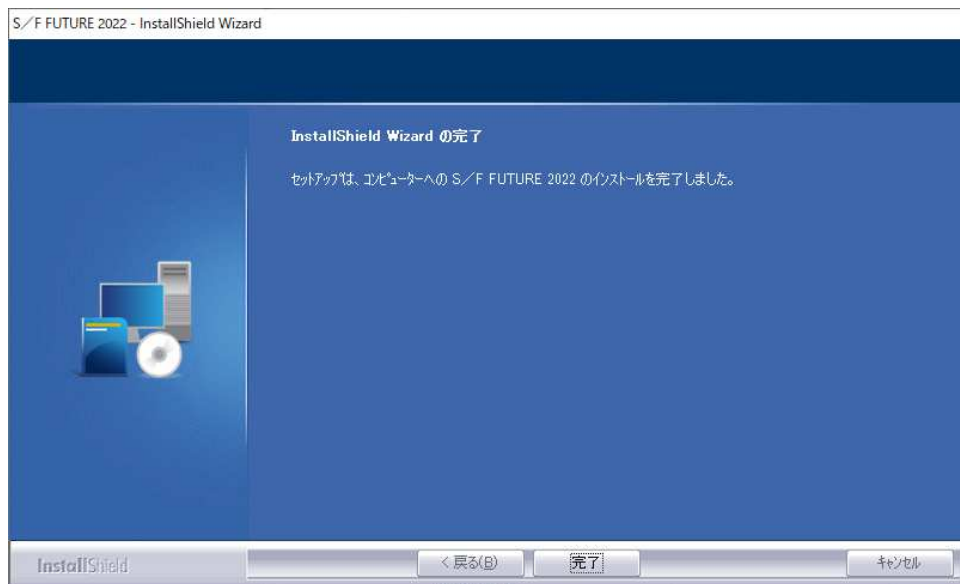 S／F FUTURE 2022 - InstallShield Wizard
InstallShield Wizard の完了
ｾｯﾄｱｯﾌﾟは、ｺﾝﾋﾟｭｰﾀｰへの S／F FUTURE 2022 のｲﾝｽﾄｰﾙを完了しました。
InstallShield
< 戻る(B)
完了
ｷｬﾝｾﾙ